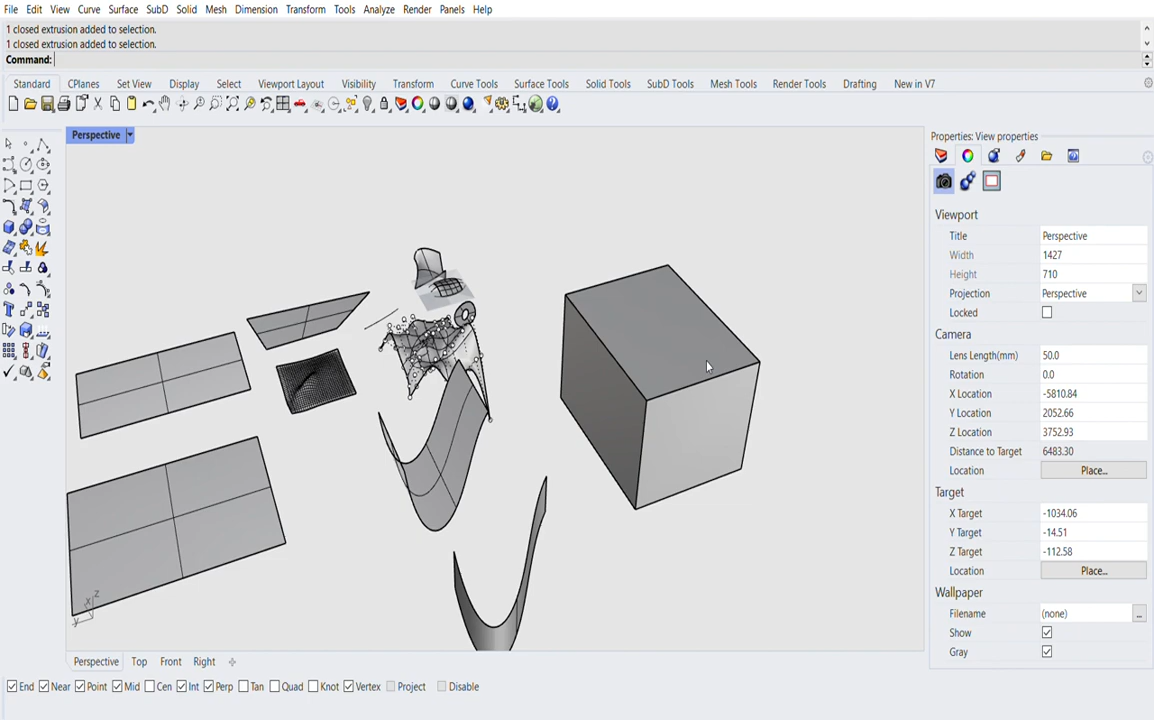 File Edit View Curve Surface SubD Solid Mesh Dimension Transform Tools Analyze Render Panels Help
1 closed extrusion added to selection.
1 closed extrusion added to selection.
Command:
Standard CPlanes Set View Display Select Viewport Layout Visibility Transform Curve Tools Surface Tools Solid Tools SubD Tools Mesh Tools Render Tools Drafting New in V7
Perspective
Properties: View properties
Viewport
Title Perspective
Width 1427
Height 710
Projection Perspective
Locked
Camera
Lens Length(mm) 50.0
Rotation 0.0
X Location -5810.84
Y Location 2052.66
Z Location 3752.93
Distance to Target 6483.30
Location Place...
Target
X Target -1034.06
Y Target -14.51
Z Target -112.58
Location Place...
Wallpaper
Filename (none) ...
Show
Gray
z
x
y
Perspective Top Front Right
End Near Point Mid Cen Int Perp Tan Quad Knot Vertex Project Disable